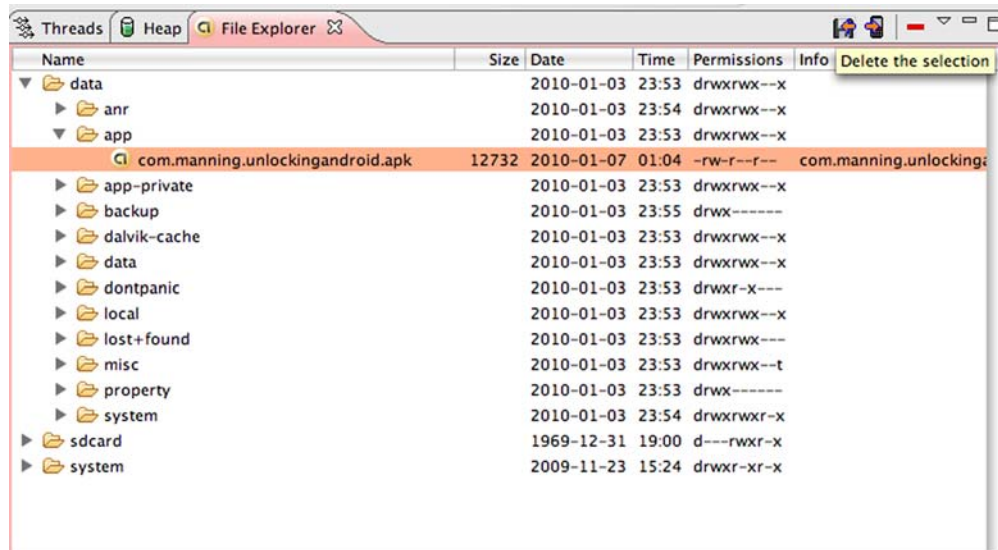 Threads Heap File Explorer
Name Size Date Time Permissions Info Delete the selection
data 2010-01-03 23:53 drwxrwx--x
anr 2010-01-03 23:54 drwxrwx--x
app 2010-01-03 23:53 drwxrwx--x
com.manning.unlockingandroid.apk 12732 2010-01-07 01:04 -rw-r--r-- com.manning.unlockinga
app-private 2010-01-03 23:53 drwxrwx--x
backup 2010-01-03 23:55 drwx------
dalvik-cache 2010-01-03 23:53 drwxrwx--x
data 2010-01-03 23:53 drwxrwx--x
dontpanic 2010-01-03 23:53 drwxr-x---
local 2010-01-03 23:53 drwxrwx--x
lost+found 2010-01-03 23:53 drwxrwx---
misc 2010-01-03 23:53 drwxrwx--t
property 2010-01-03 23:53 drwx------
system 2010-01-03 23:54 drwxrwxr-x
sdcard 1969-12-31 19:00 d---rwxr-x
system 2009-11-23 15:24 drwxr-xr-x